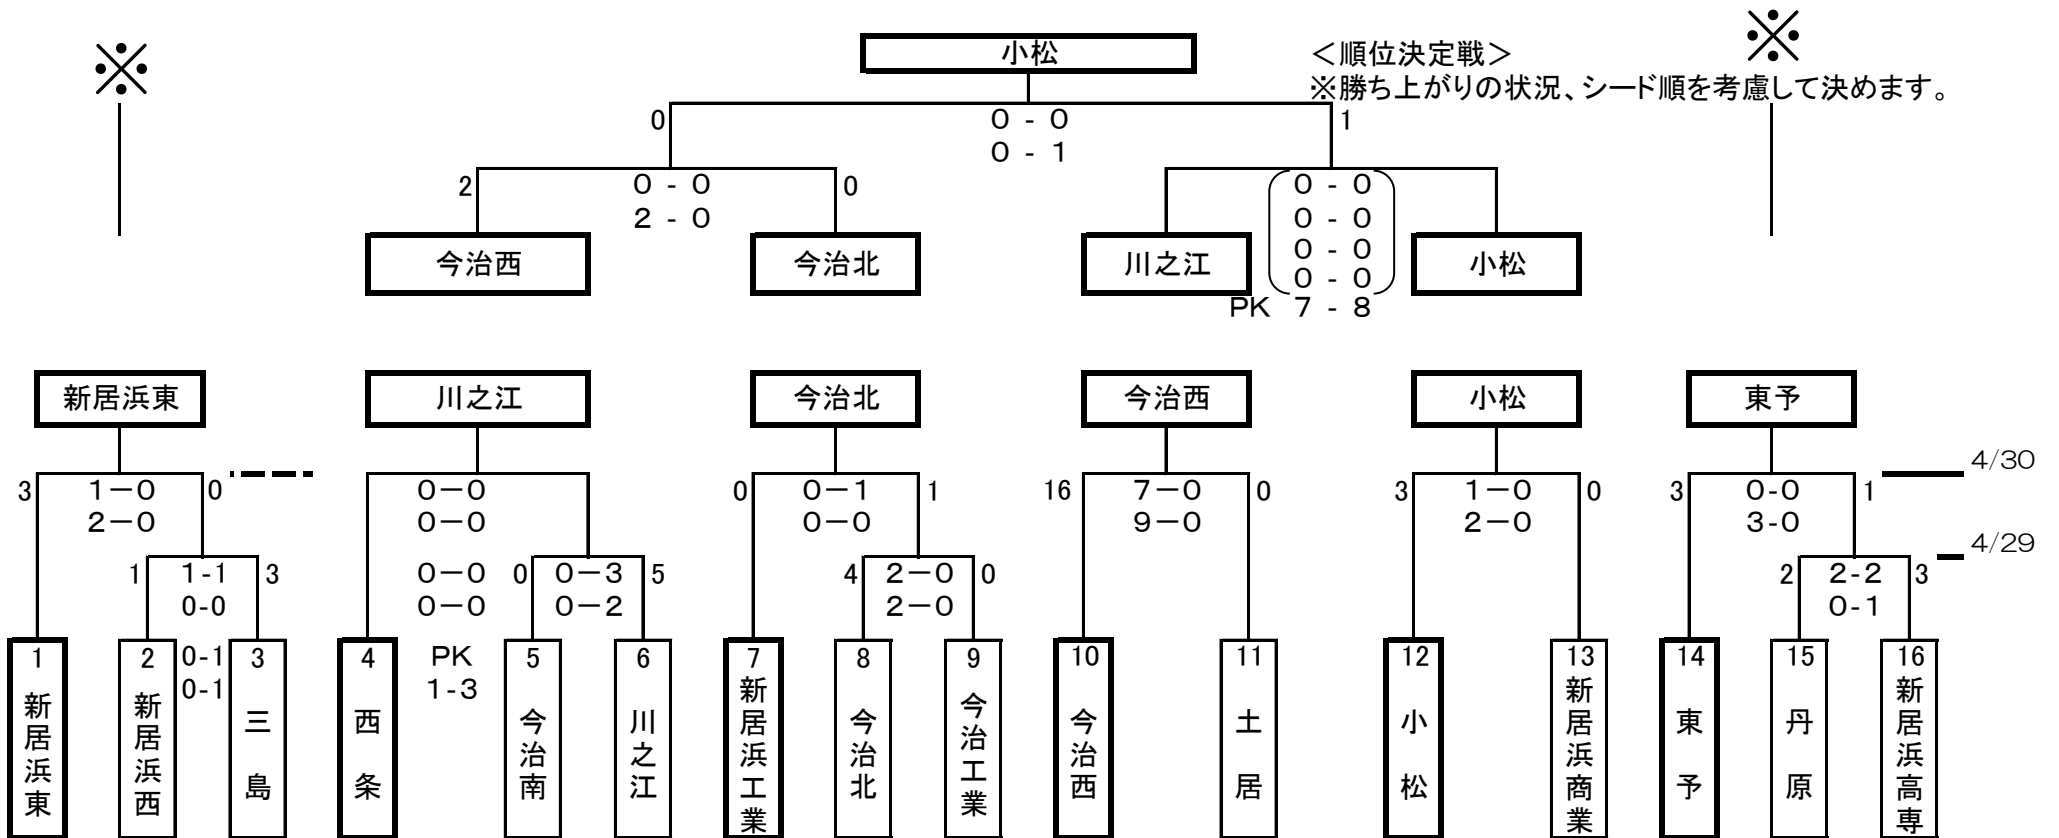 ※
※
小松
＜順位決定戦＞
※勝ち上がりの状況、シード順を考慮して決めます。
0
0 - 0
0 - 1
1
2
0 - 0
2 - 0
0
0 - 0
0 - 0
0 - 0
0 - 0
PK 7 - 8
今治西
今治北
川之江
小松
新居浜東
川之江
今治北
今治西
小松
東予
4/30
3
1－0
2－0
0
0－0
0－0
0－0
0－0
PK
1-3
0
0－1
0－0
1
16
7－0
9－0
0
3
1－0
2－0
0
3
0-0
3-0
1
4/29
1
1-1
0-0
0-1
0-1
3
0
0－3
0－2
5
4
2－0
2－0
0
2
2-2
0-1
3
1
新居浜東
2
新居浜西
3
三島
4
西条
5
今治南
6
川之江
7
新居浜工業
8
今治北
9
今治工業
10
今治西
11
土居
12
小松
13
新居浜商業
14
東予
15
丹原
16
新居浜高専